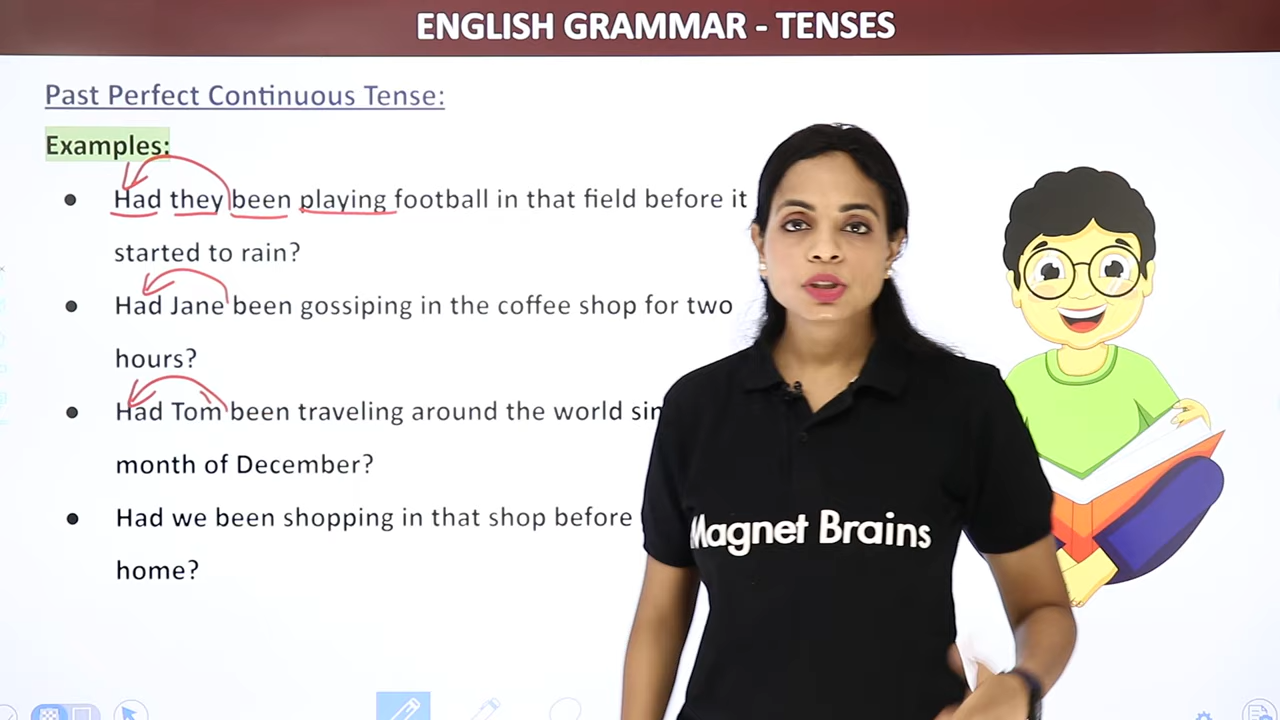 ENGLISH GRAMMAR - TENSES
Past Perfect Continuous Tense:
Examples:
● Had they been playing football in that field before it
started to rain?
● Had Jane been gossiping in the coffee shop for two
hours?
● Had Tom been traveling around the world
month of December?
● Had we been shopping in that shop before
home?
Magnet Brains